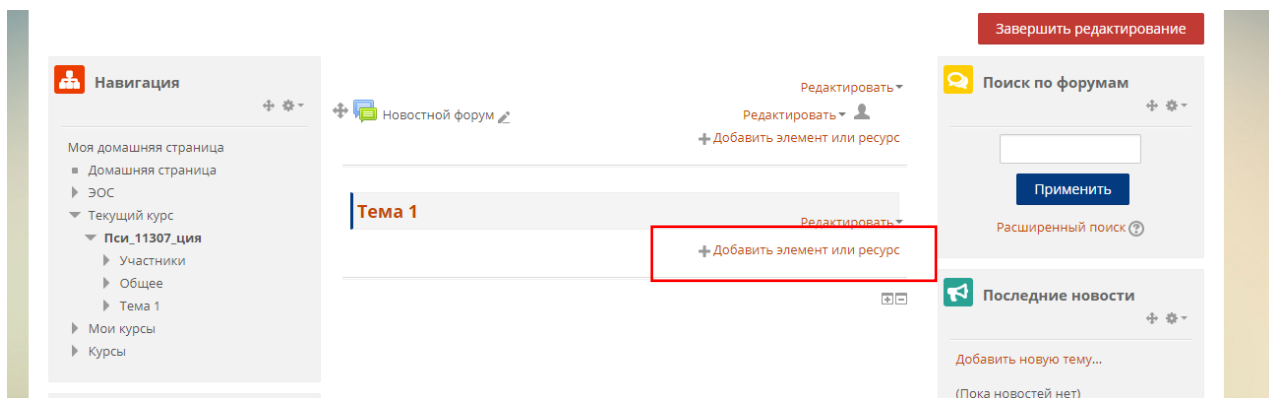 Завершить редактирование
Навигация
Моя домашняя страница
Домашняя страница
ЭОС
Текущий курс
Пси_11307_ция
Участники
Общее
Тема 1
Мои курсы
Курсы
Редактировать
Новостной форум
Редактировать
Добавить элемент или ресурс
Тема 1
Редактировать
Добавить элемент или ресурс
Поиск по форумам
Применить
Расширенный поиск ?
Последние новости
Добавить новую тему...
(Пока новостей нет)